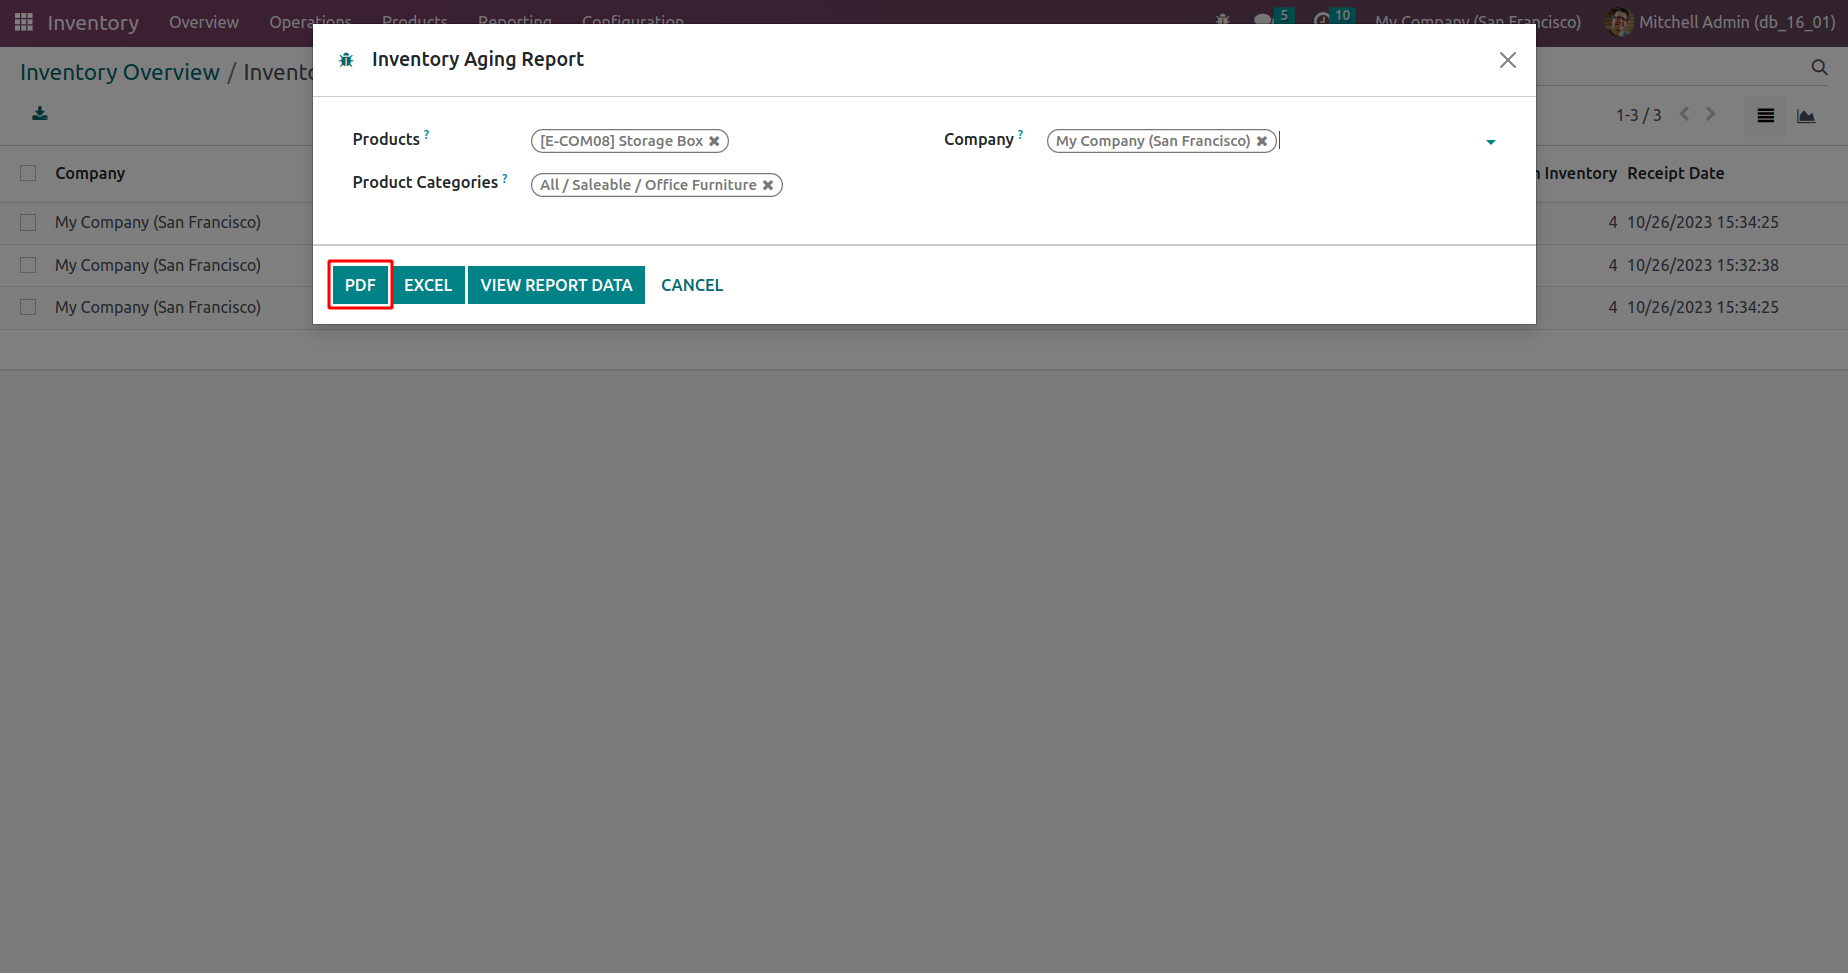 Inventory Overview Operations Products Reporting Configuration 5 10 My Company (San Francisco) Mitchell Admin (db_16_01)
Inventory Overview / Invento
Inventory Aging Report
1-3 / 3
Products ? [E-COM08] Storage Box ✖ Company ? My Company (San Francisco) ✖
Product Categories ? All / Saleable / Office Furniture ✖
Company Inventory Receipt Date
My Company (San Francisco) 4 10/26/2023 15:34:25
My Company (San Francisco) 4 10/26/2023 15:32:38
PDF EXCEL VIEW REPORT DATA CANCEL
My Company (San Francisco) 4 10/26/2023 15:34:25